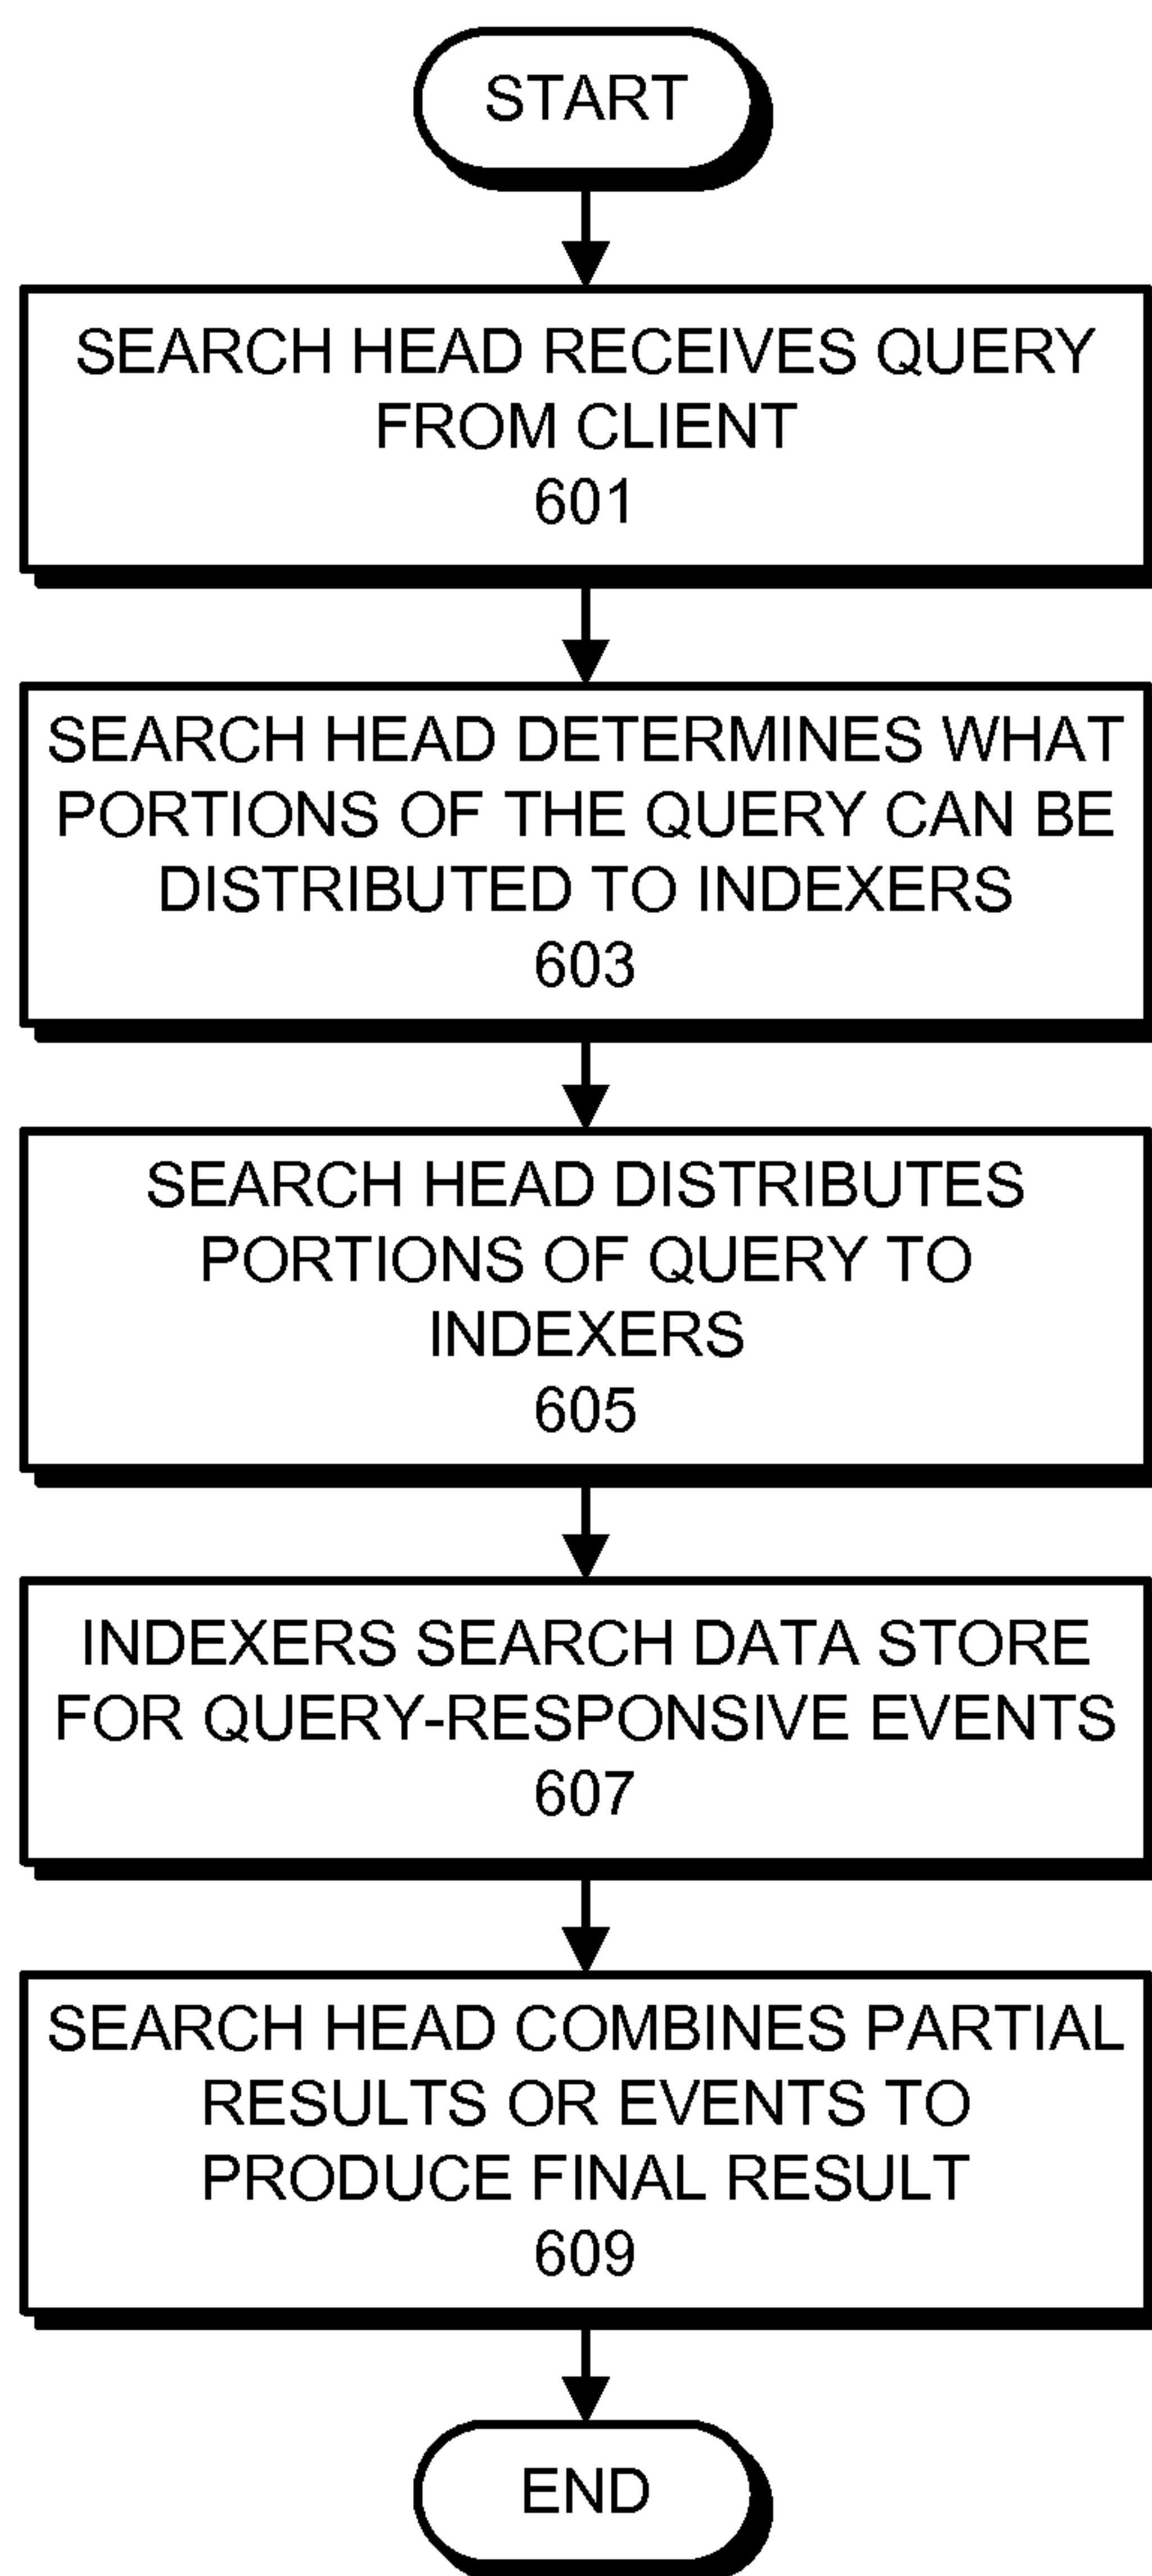 START
SEARCH HEAD RECEIVES QUERY
FROM CLIENT
601
SEARCH HEAD DETERMINES WHAT
PORTIONS OF THE QUERY CAN BE
DISTRIBUTED TO INDEXERS
603
SEARCH HEAD DISTRIBUTES
PORTIONS OF QUERY TO
INDEXERS
605
INDEXERS SEARCH DATA STORE
FOR QUERY-RESPONSIVE EVENTS
607
SEARCH HEAD COMBINES PARTIAL
RESULTS OR EVENTS TO
PRODUCE FINAL RESULT
609
END